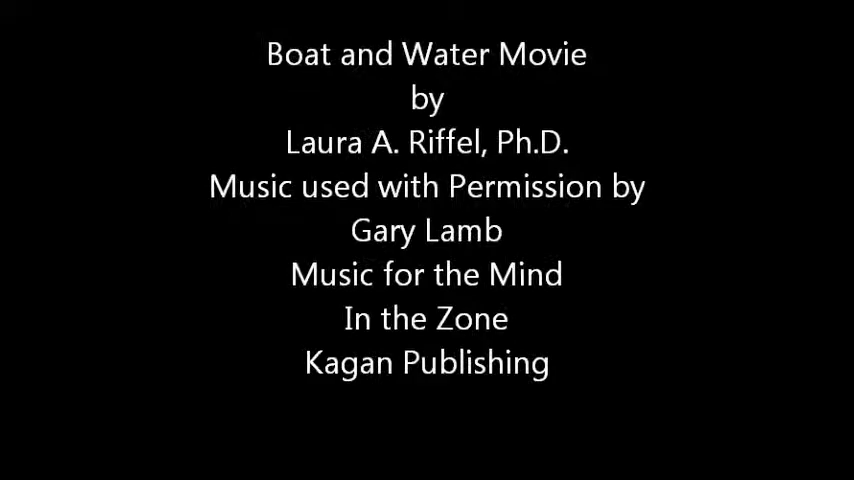 Boat and Water Movie
by
Laura A. Riffel, Ph.D.
Music used with Permission by
Gary Lamb
Music for the Mind
In the Zone
Kagan Publishing